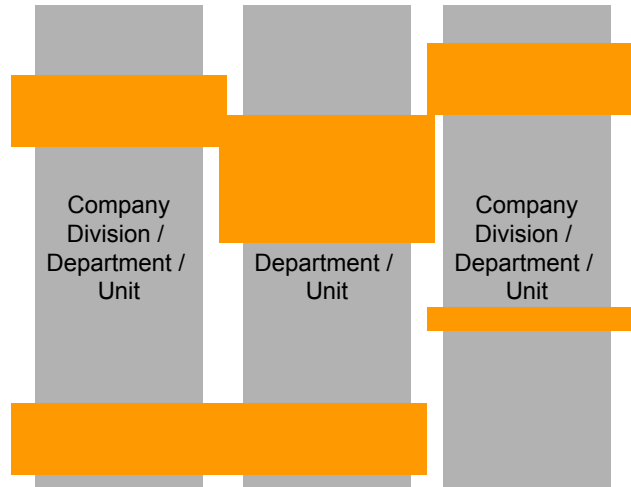 Company
Division /
Department /
Unit
Department /
Unit
Company
Division /
Department /
Unit